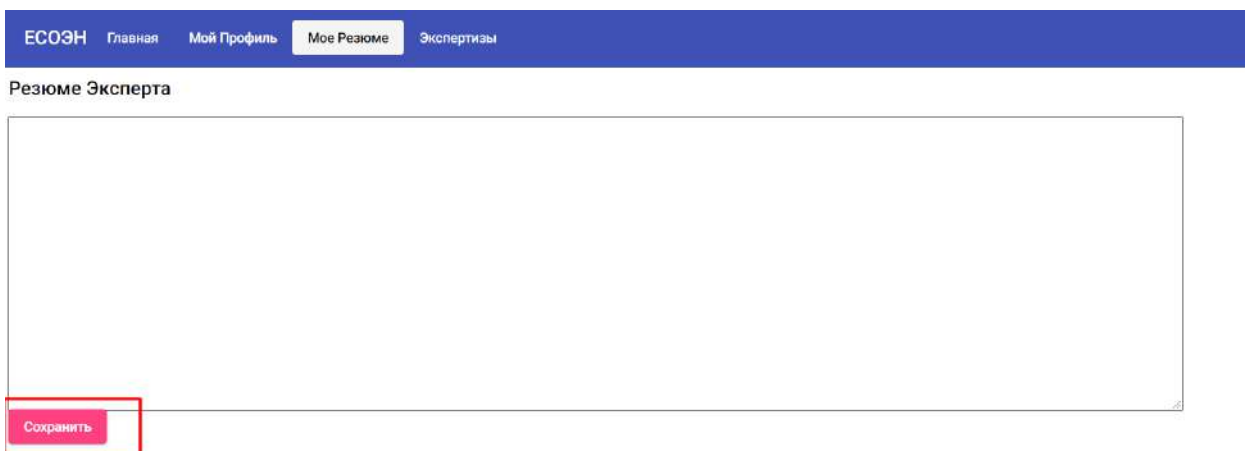 ЕСОЭН Главная Мой Профиль Мое Резюме Экспертизы
Резюме Эксперта
Сохранить